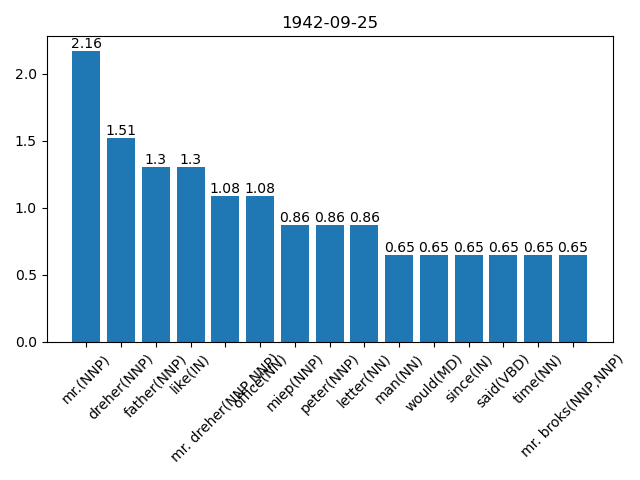 1942-09-25
2.16
1.51
1.3
1.3
1.08
1.08
0.86
0.86
0.86
0.65
0.65
0.65
0.65
0.65
0.65
2.0
1.5
1.0
0.5
0.0
mr.(NNP)
dreher(NNP)
father(NNP)
like(IN)
mr. dreher(NNP,NNP)
office(NN)
miep(NNP)
peter(NNP)
letter(NN)
man(NN)
would(MD)
since(IN)
said(VBD)
time(NN)
mr. broks(NNP,NNP)